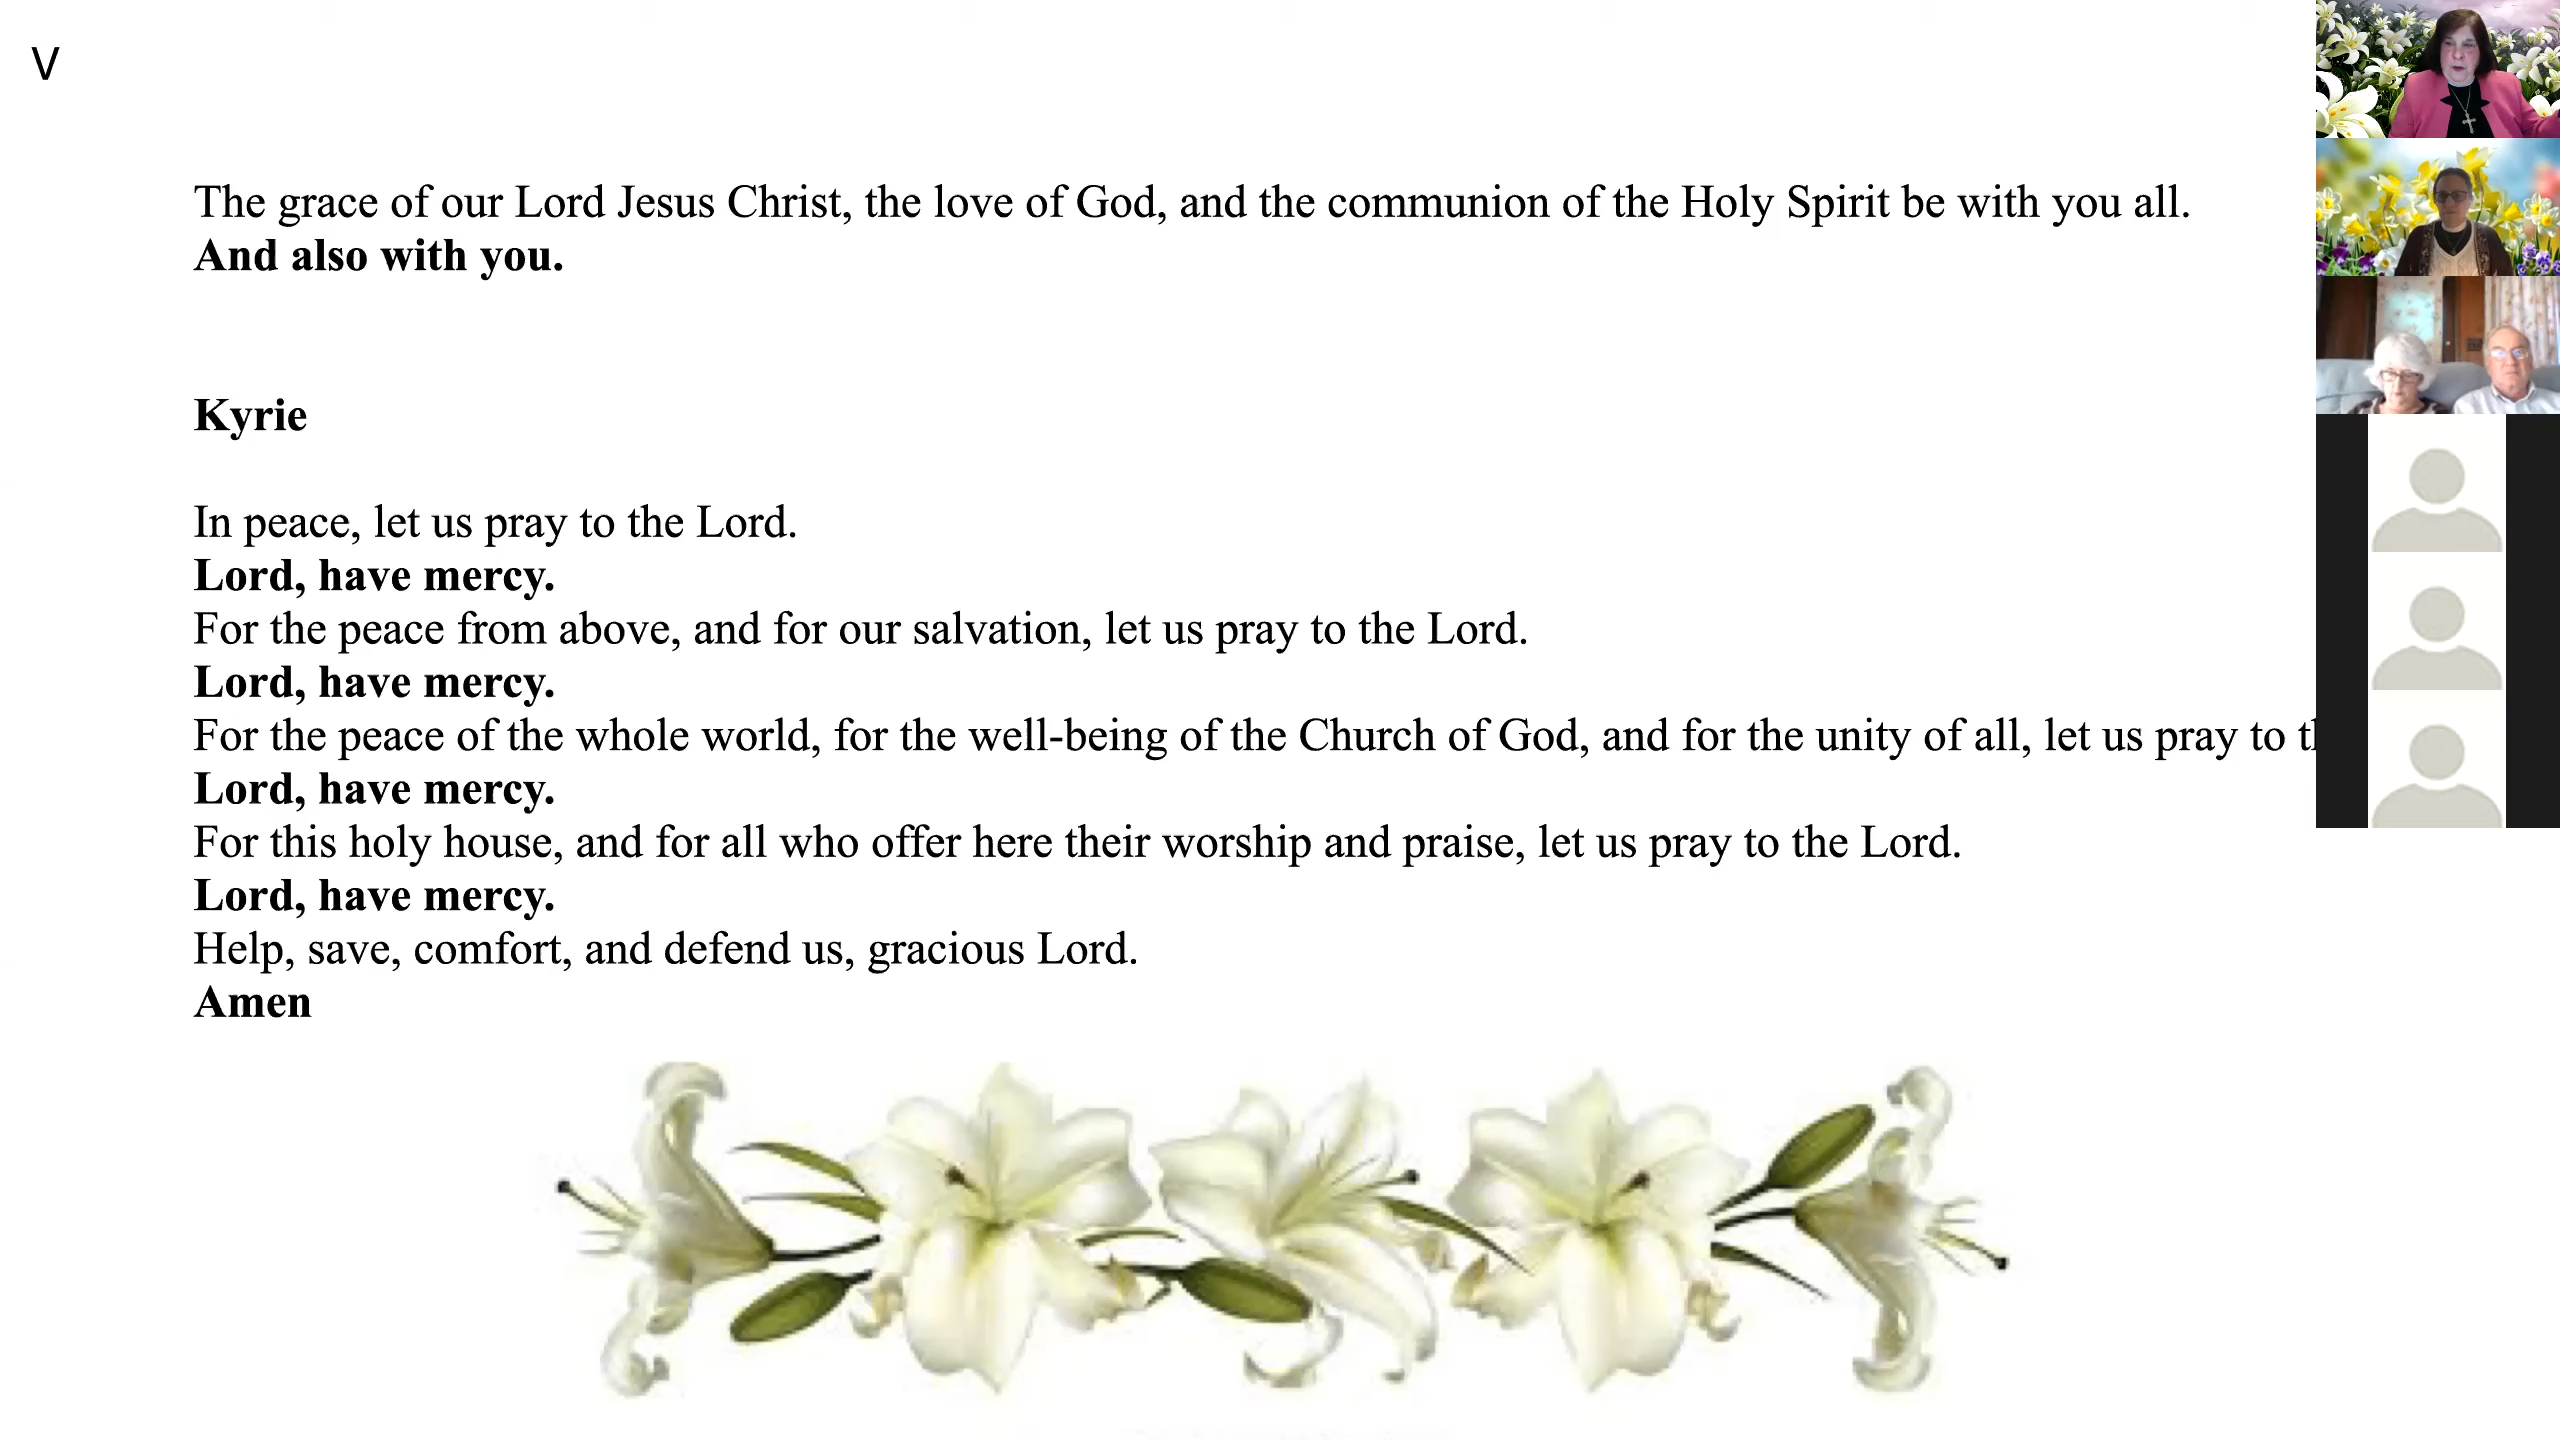 V
The grace of our Lord Jesus Christ, the love of God, and the communion of the Holy Spirit be with you all.
And also with you.
Kyrie
In peace, let us pray to the Lord.
Lord, have mercy.
For the peace from above, and for our salvation, let us pray to the Lord.
Lord, have mercy.
For the peace of the whole world, for the well-being of the Church of God, and for the unity of all, let us pray to
Lord, have mercy.
For this holy house, and for all who offer here their worship and praise, let us pray to the Lord.
Lord, have mercy.
Help, save, comfort, and defend us, gracious Lord.
Amen